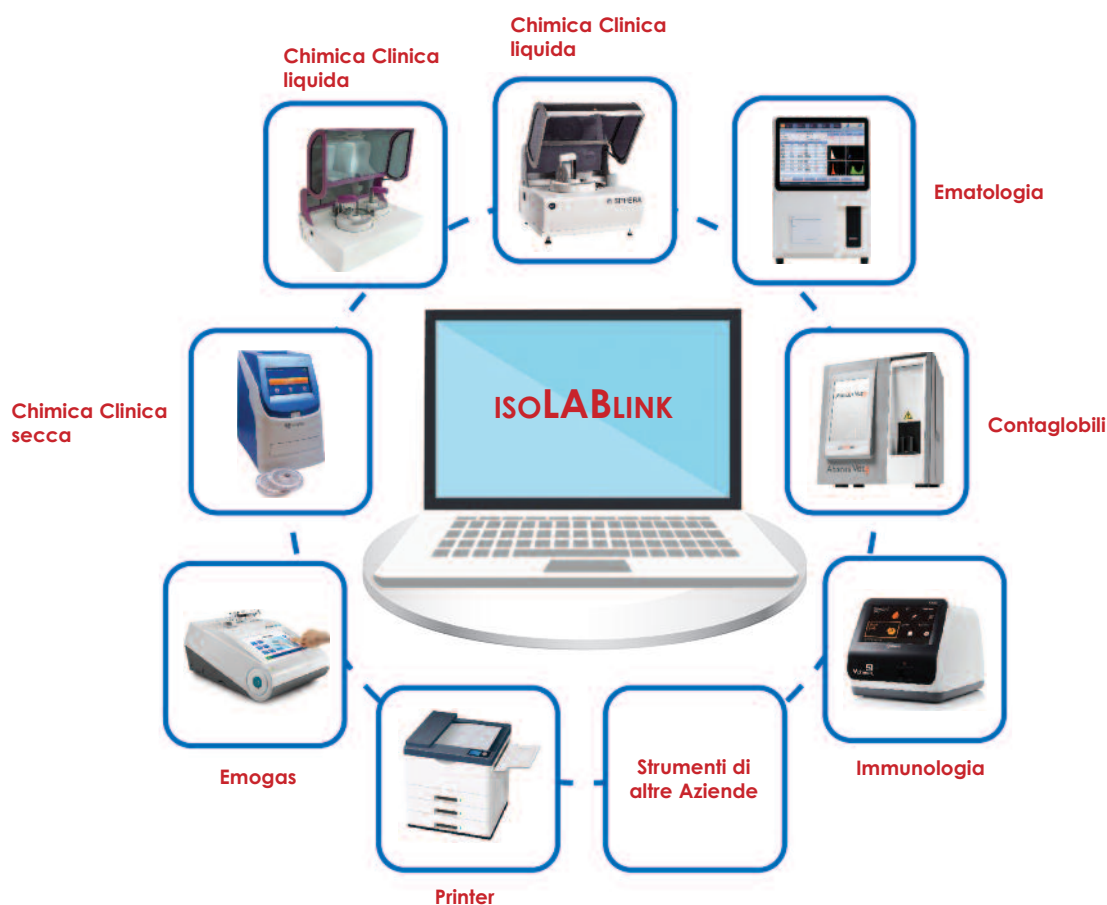 Chimica Clinica
liquida
Chimica Clinica
liquida
SPHERA
Ematologia
Chimica Clinica
secca
ISOLABLINK
Contaglobili
Emogas
Printer
Strumenti di
altre Aziende
Immunologia